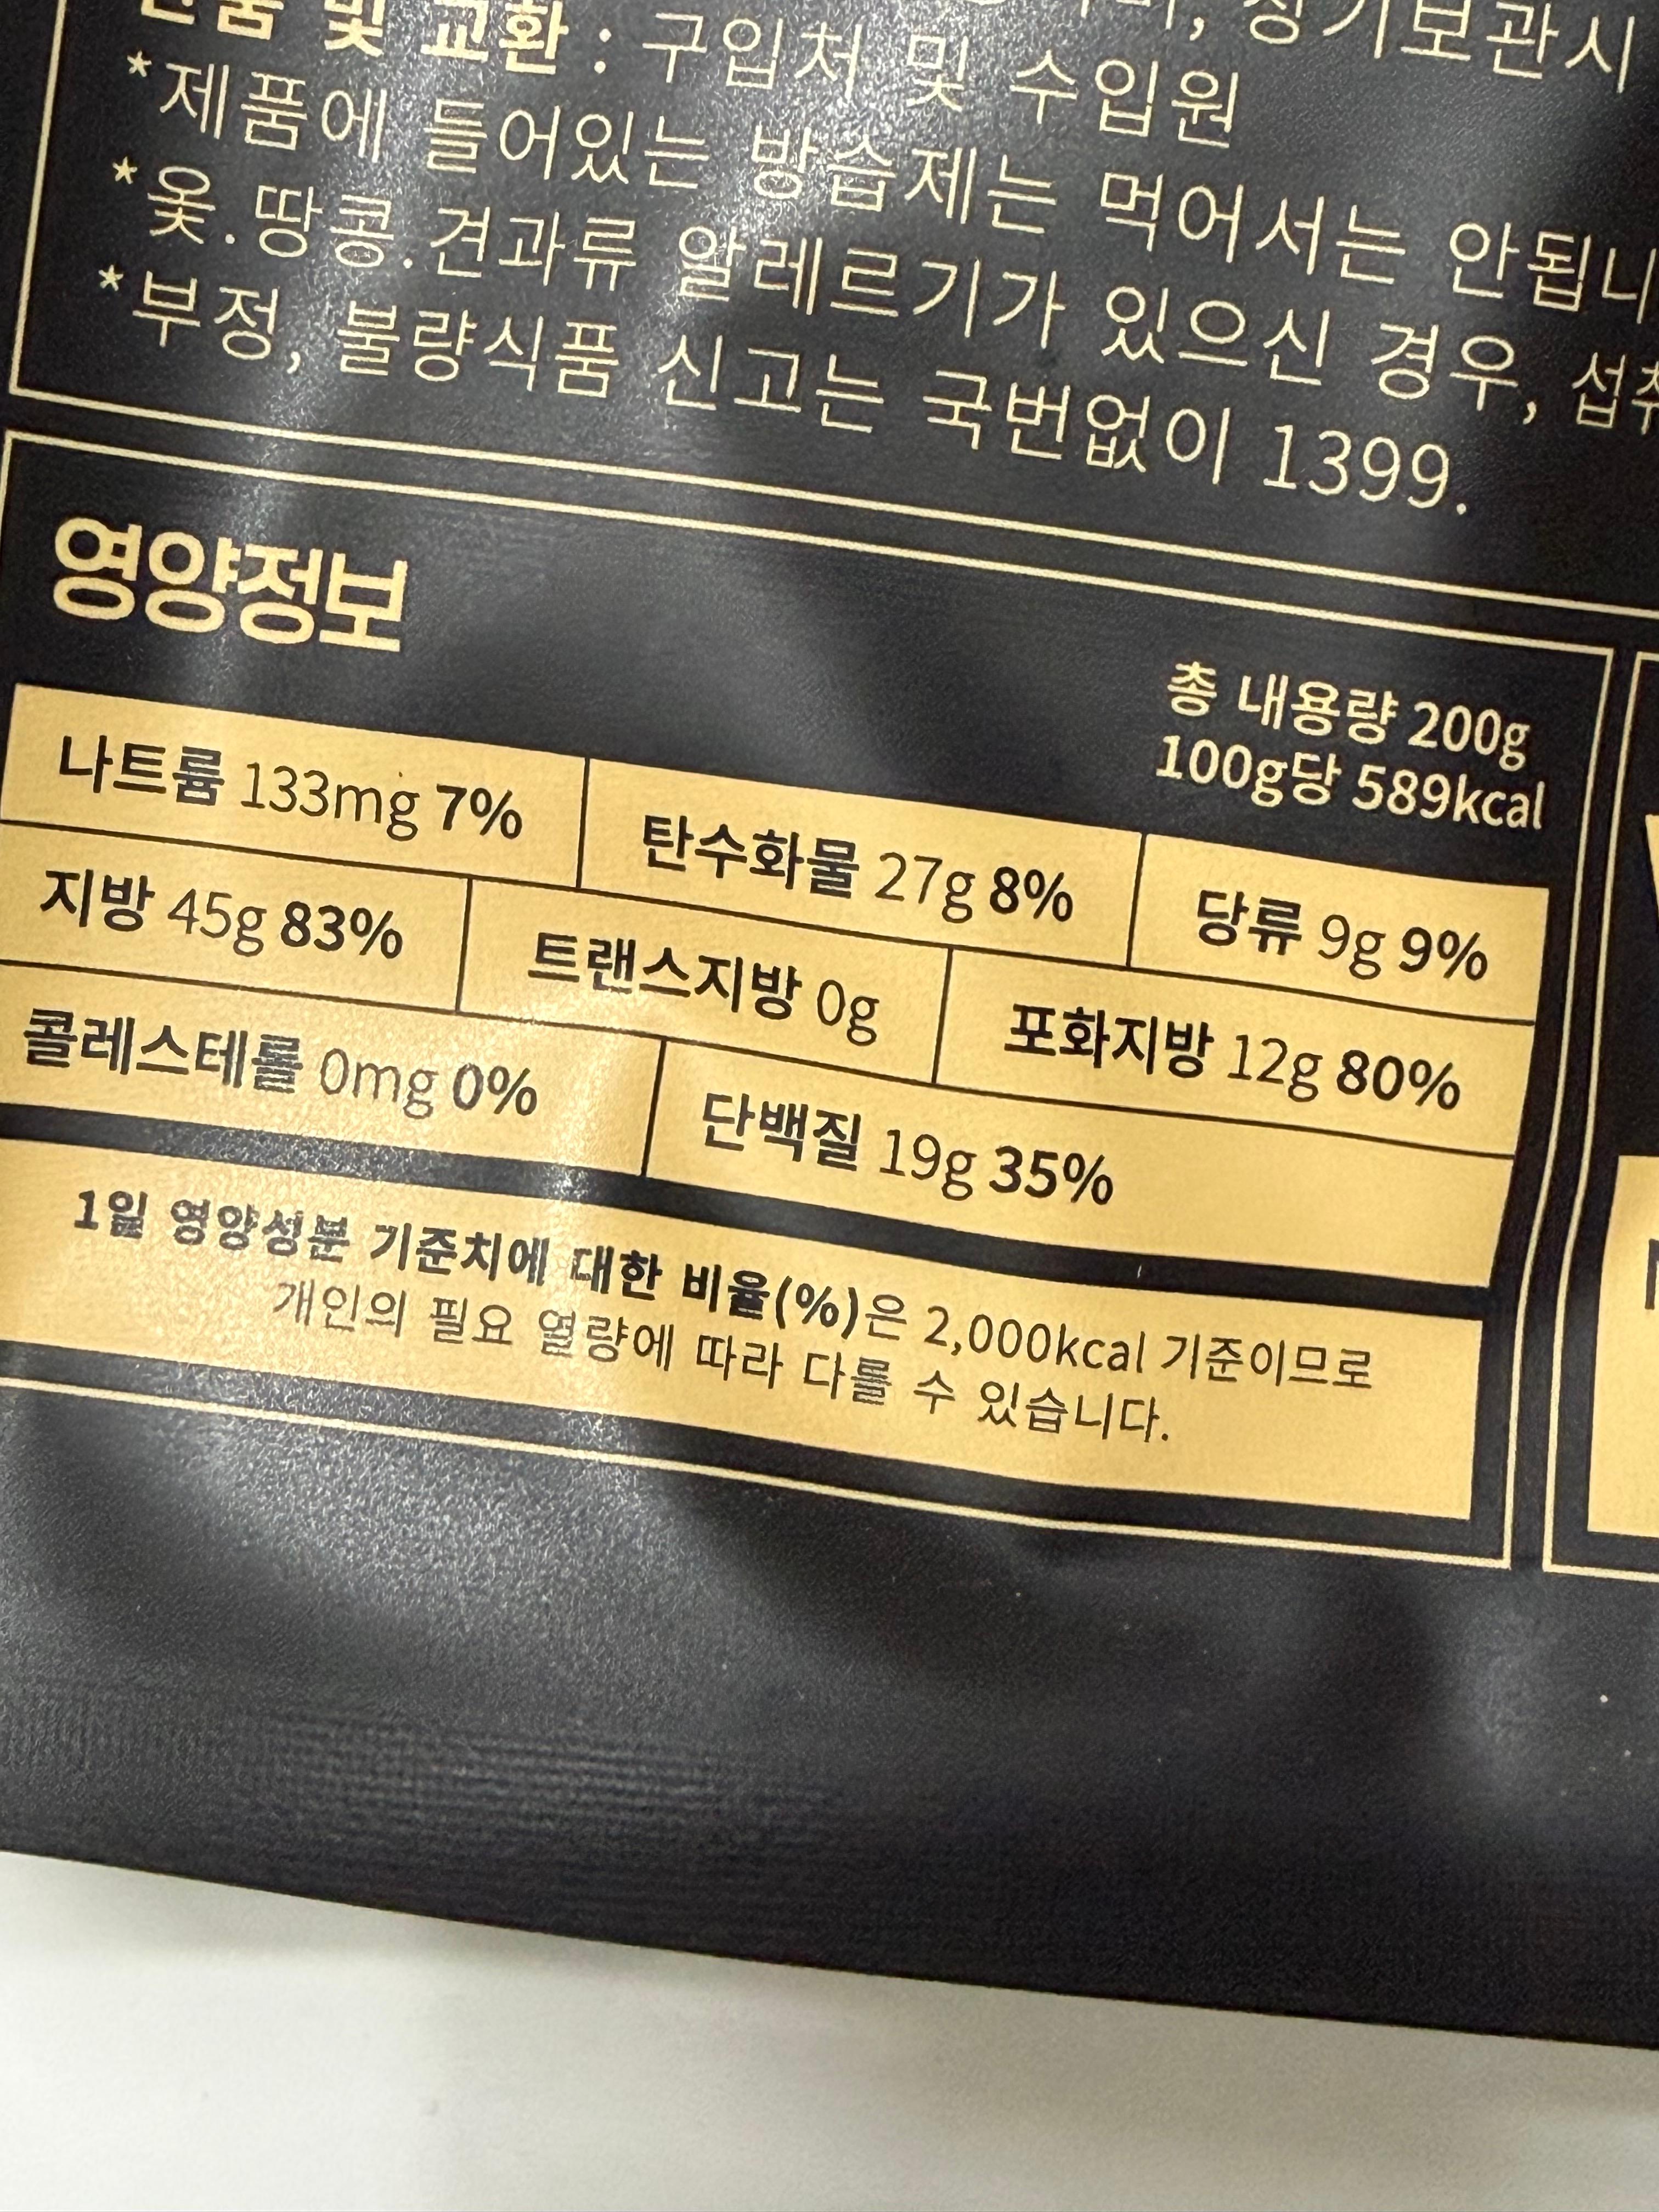 및 교환 : 구입처 및 수입원
*제품에 들어있는 방습제는 먹어서는
*옻.땅콩.견과류 알레르기가 있으신 경우,
*부정, 불량식품 신고는 국번없이 1399.
영양정보
총 내용량 200g
100g당 589kcal
나트륨 133mg 7% 탄수화물 27g 8% 당류 9g 9%
지방 45g 83% 트랜스지방 0g 포화지방 12g 80%
콜레스테롤 0mg 0% 단백질 19g 35%
1일 영양성분 기준치에 대한 비율(%)은 2,000kcal 기준이므로
개인의 필요 열량에 따라 다를 수 있습니다.